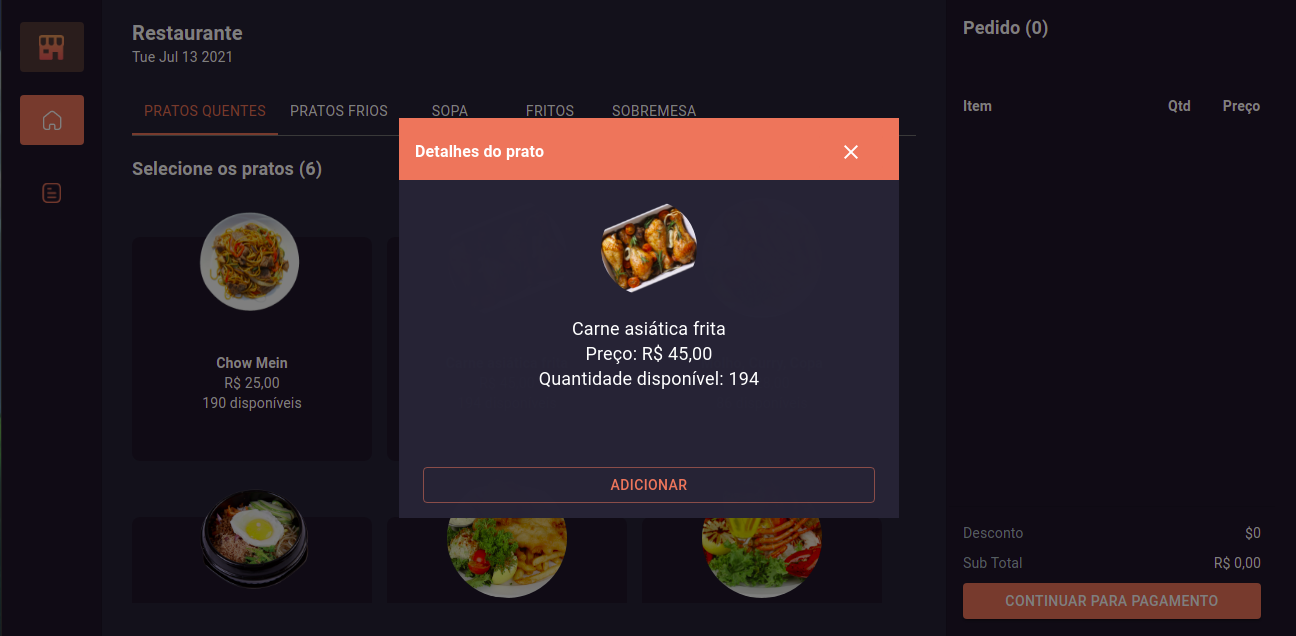 Restaurante
Tue Jul 13 2021
PRATOS QUENTES PRATOS FRIOS SOPA FRITOS SOBREMESA
Selecione os pratos (6)
Chow Mein
R$ 25,00
190 disponíveis
Detalhes do prato
Carne asiática frita
Preço: R$ 45,00
Quantidade disponível: 194
ADICIONAR
Pedido (0)
Item Qtd Preço
Desconto $0
Sub Total R$ 0,00
CONTINUAR PARA PAGAMENTO